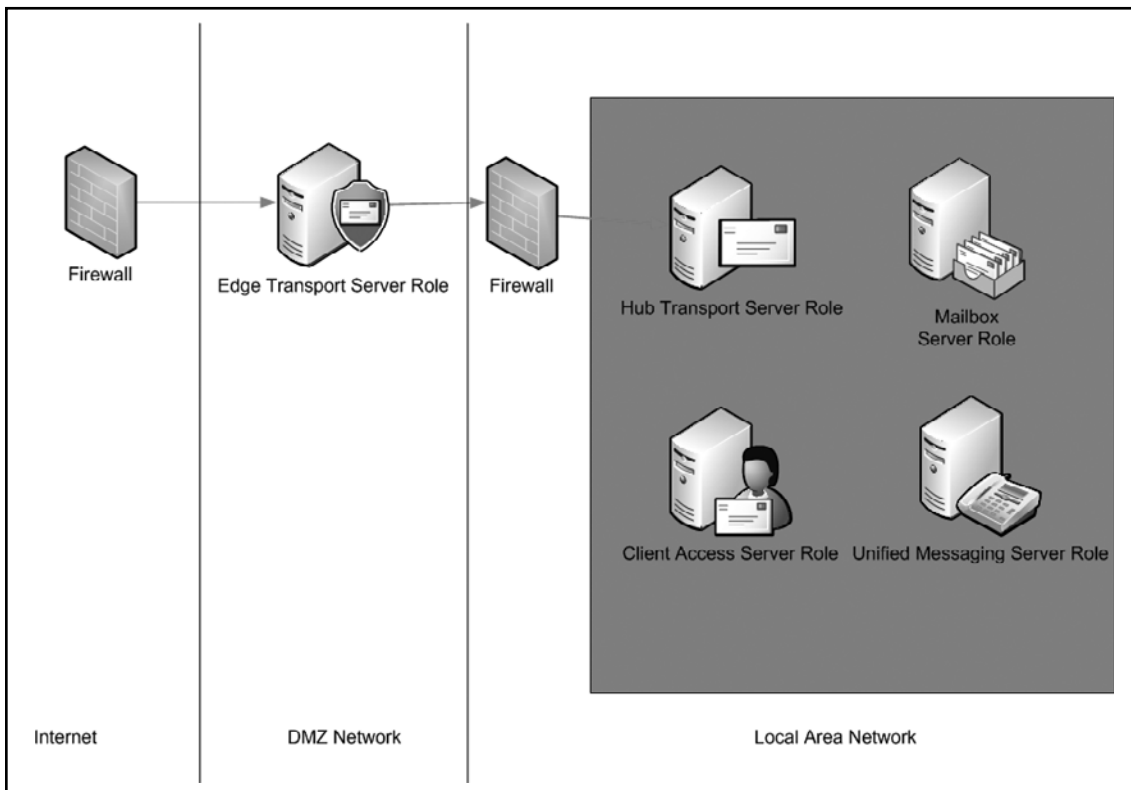 Firewall
Edge Transport Server Role
Firewall
Hub Transport Server Role
Mailbox
Server Role
Client Access Server Role
Unified Messaging Server Role
Internet
DMZ Network
Local Area Network